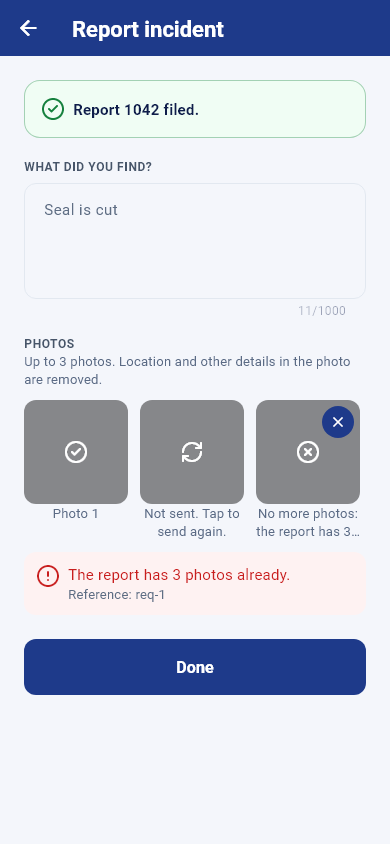 Report incident
Report 1042 filed.
WHAT DID YOU FIND?
Seal is cut
11/1000
PHOTOS
Up to 3 photos. Location and other details in the photo
are removed.
Photo 1
Not sent. Tap to
send again.
No more photos:
the report has 3…
The report has 3 photos already.
Reference: req-1
Done